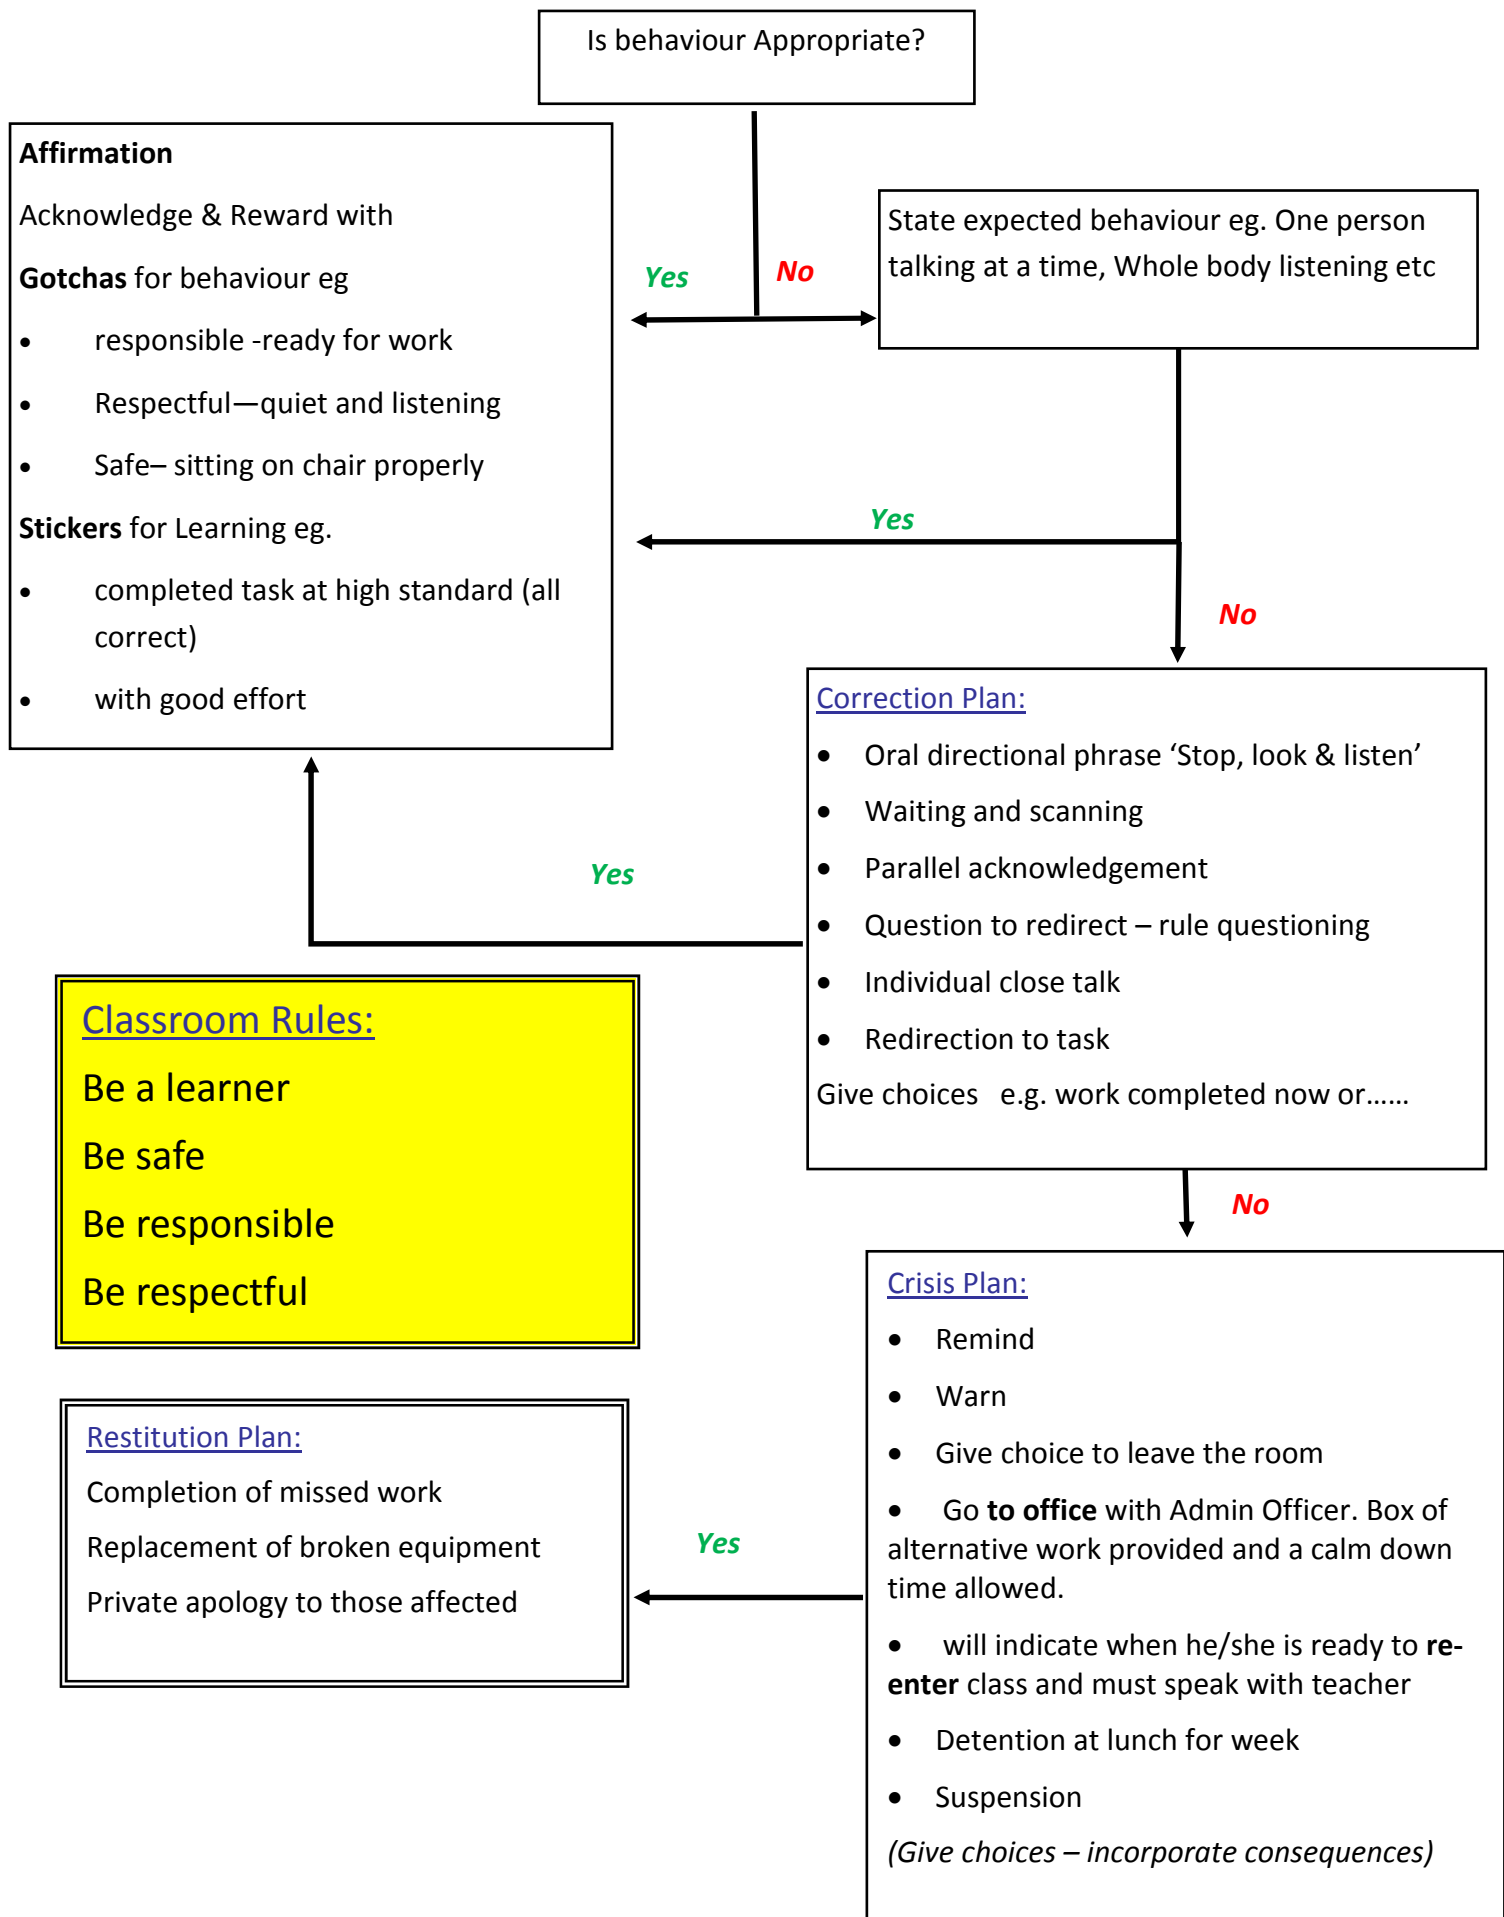 Is behaviour Appropriate?
Affirmation
Acknowledge & Reward with
Gotchas for behaviour eg
• responsible -ready for work
• Respectful—quiet and listening
• Safe– sitting on chair properly
Stickers for Learning eg.
• completed task at high standard (all
correct)
• with good effort
Yes
No
State expected behaviour eg. One person
talking at a time, Whole body listening etc
Yes
No
Correction Plan:
• Oral directional phrase ‘Stop, look & listen’
• Waiting and scanning
• Parallel acknowledgement
• Question to redirect – rule questioning
• Individual close talk
• Redirection to task
Give choices e.g. work completed now or......
Yes
Classroom Rules:
Be a learner
Be safe
Be responsible
Be respectful
No
Crisis Plan:
• Remind
• Warn
• Give choice to leave the room
• Go to office with Admin Officer. Box of
alternative work provided and a calm down
time allowed.
• will indicate when he/she is ready to re-
enter class and must speak with teacher
• Detention at lunch for week
• Suspension
(Give choices – incorporate consequences)
Yes
Restitution Plan:
Completion of missed work
Replacement of broken equipment
Private apology to those affected